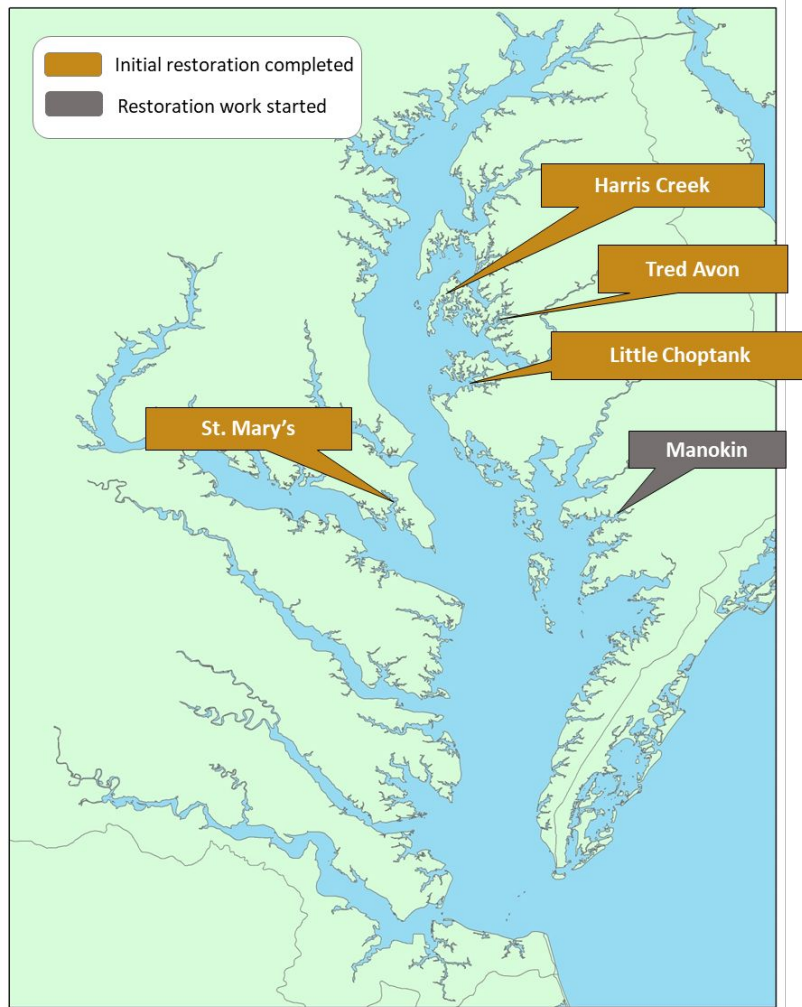 Initial restoration completed
Restoration work started
Harris Creek
Tred Avon
Little Choptank
St. Mary's
Manokin